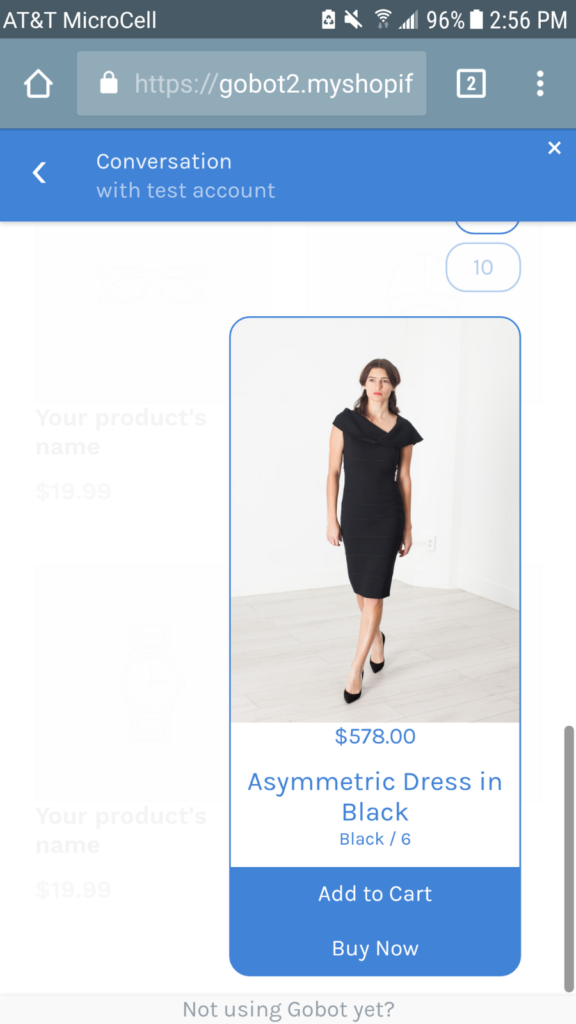 AT&T MicroCell
96% 2:56 PM
https://gobot2.myshopif
2
Conversation
with test account
10
Your product's
name
$19.99
$578.00
Asymmetric Dress in
Black
Black / 6
Your product's
name
$19.99
Add to Cart
Buy Now
Not using Gobot yet?